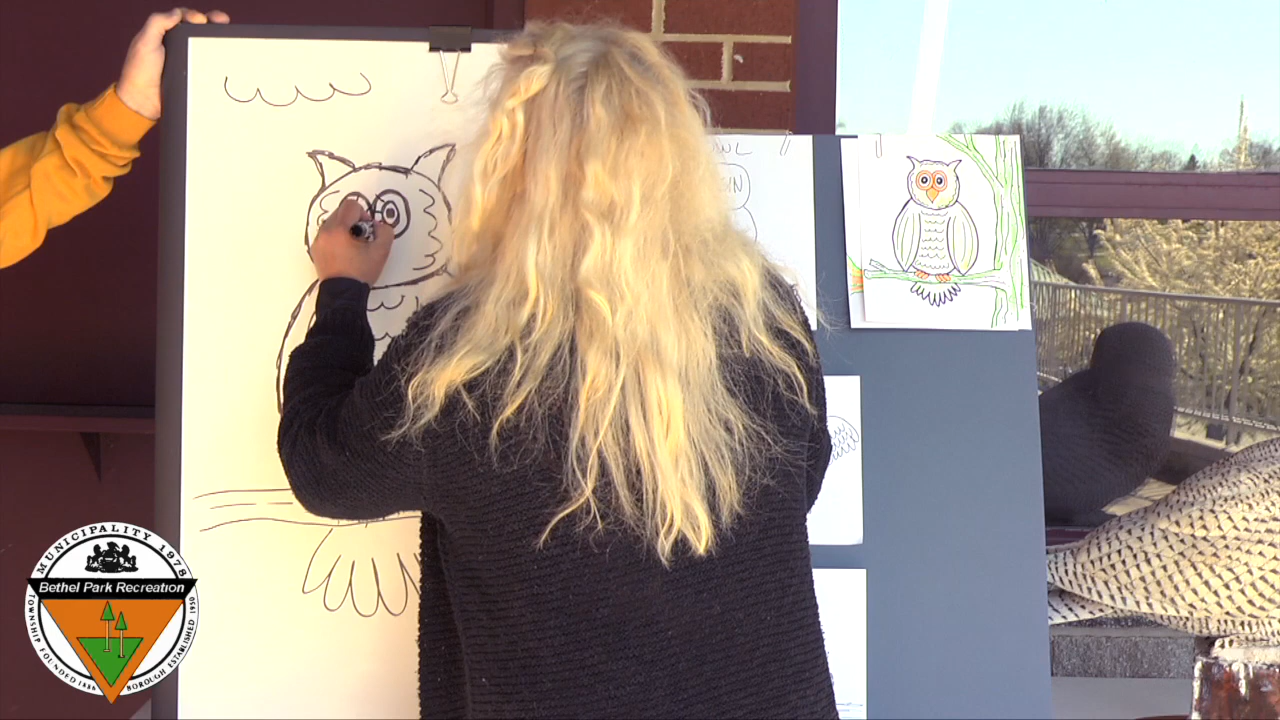 MUNICIPALITY 1978
Bethel Park Recreation
TOWNSHIP FOUNDED 1886
BOROUGH ESTABLISHED 1950